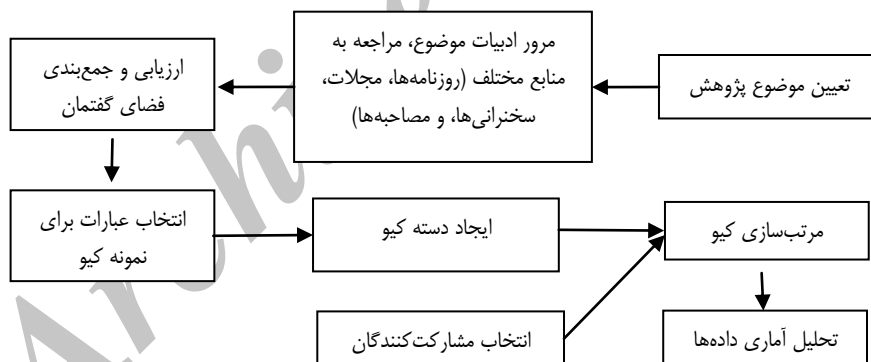 تعیین موضوع پژوهش
مرور ادبیات موضوع، مراجعه به
منابع مختلف (روزنامه‌ها، مجلات،
سخنرانی‌ها، و مصاحبه‌ها)
ارزیابی و جمع‌بندی
فضای گفتمان
انتخاب عبارات برای
نمونه کیو
ایجاد دسته کیو
مرتب‌سازی کیو
انتخاب مشارکت‌کنندگان
تحلیل آماری داده‌ها